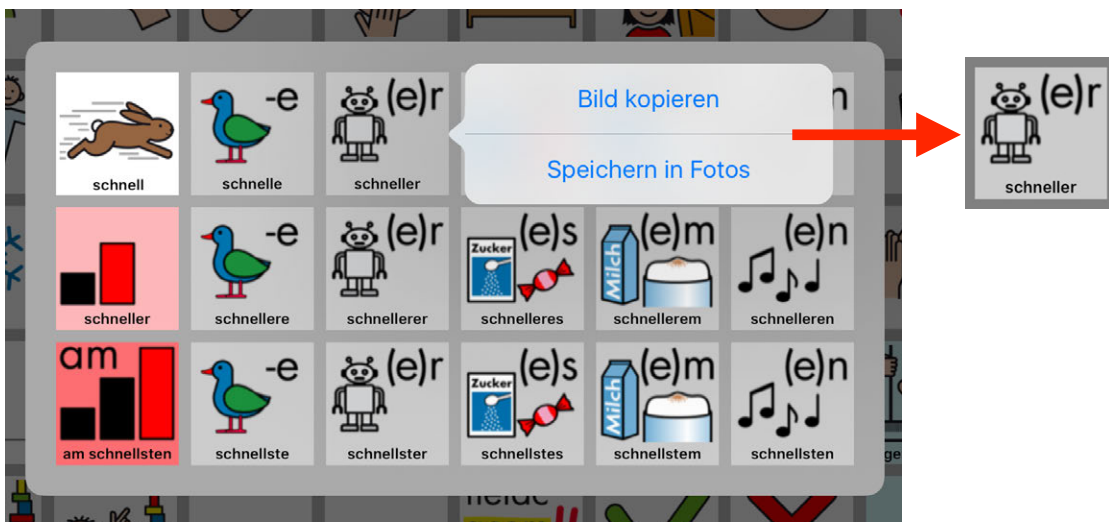 -e
(e)r
Bild kopieren
n
(e)r
schnell
schnelle
schneller
Speichern in Fotos
schneller
-e
(e)r
Zucker
(e)s
Milch
(e)m
(e)n
schneller
schnellere
schnellerer
schnelleres
schnellerem
schnelleren
am
-e
(e)r
Zucker
(e)s
Milch
(e)m
(e)n
am schnellsten
schnellste
schnellster
schnellstes
schnellstem
schnellsten
ge